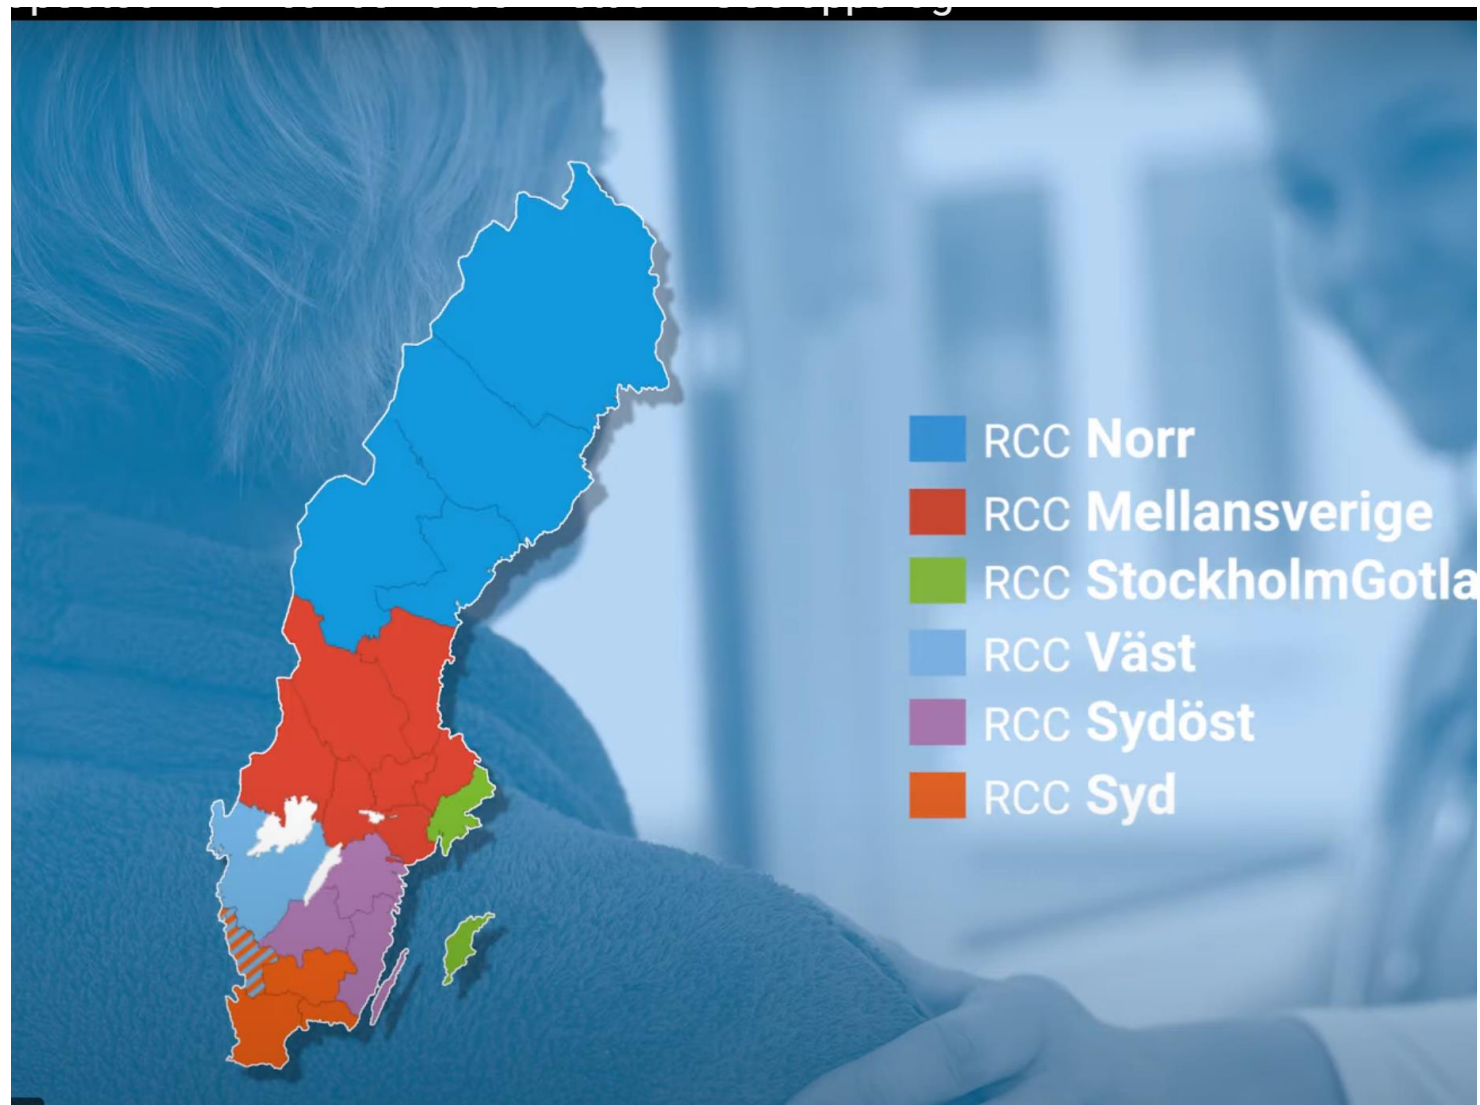 RCC Norr
RCC Mellansverige
RCC StockholmGotla
RCC Väst
RCC Sydöst
RCC Syd